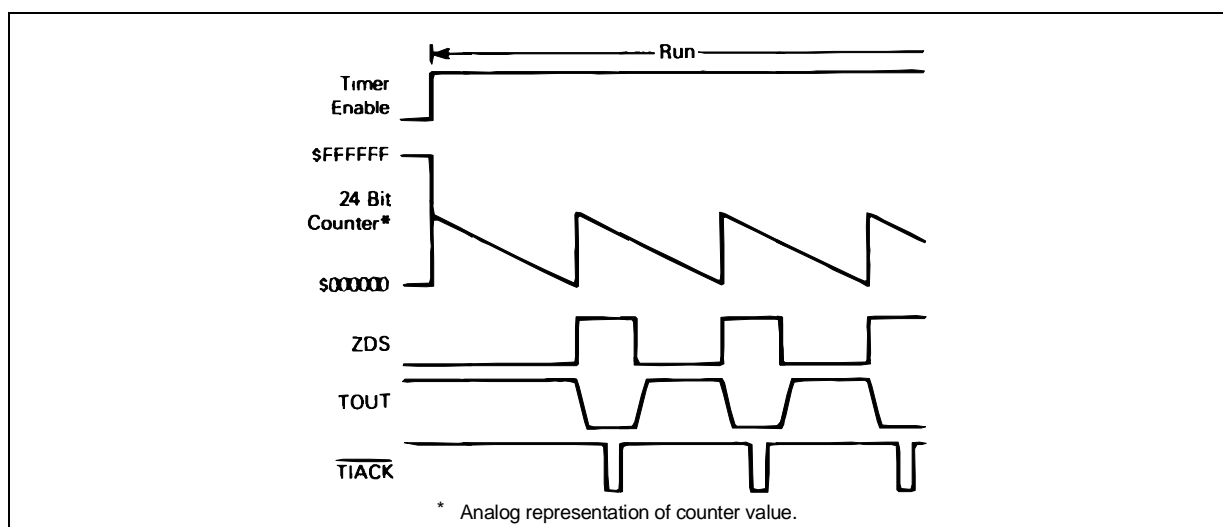 Run
Timer
Enable
$FFFFFF
24 Bit
Counter*
$000000
ZDS
TOUT
TIACK
* Analog representation of counter value.